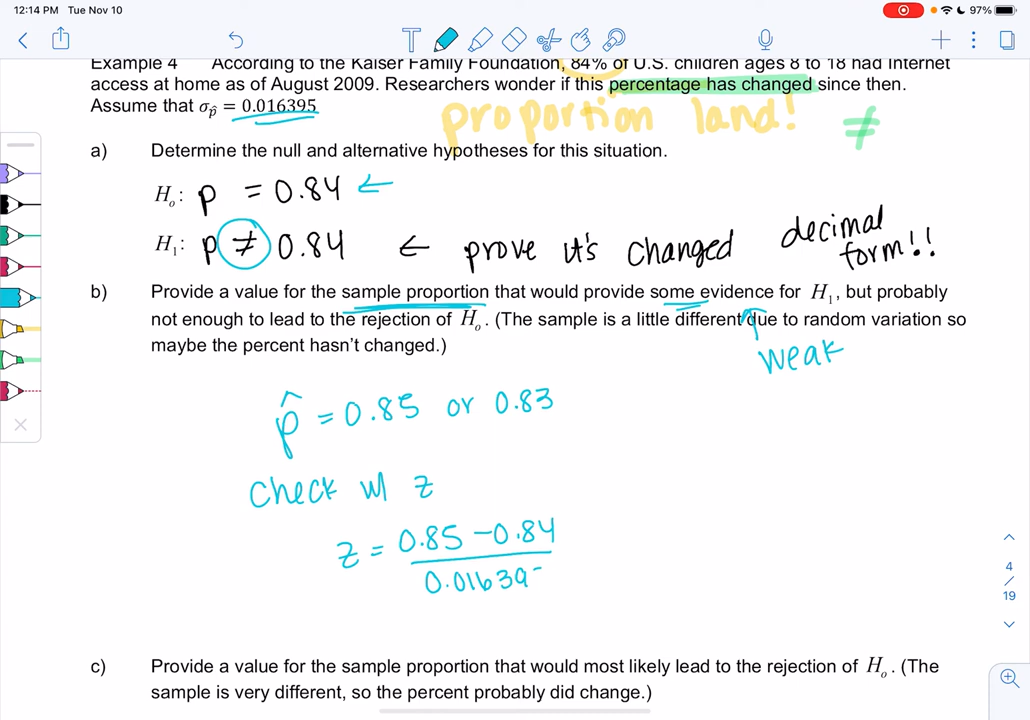 12:14 PM Tue Nov 10
97%
Example 4 According to the Kaiser Family Foundation, 84% of U.S. children ages 8 to 18 had Internet
access at home as of August 2009. Researchers wonder if this percentage has changed since then.
Assume that σp̂ = 0.016395
proportion land! ≠
a) Determine the null and alternative hypotheses for this situation.
Ho: p = 0.84 ←
H1: p ≠ 0.84 ← prove it's changed decimal
form!!
b) Provide a value for the sample proportion that would provide some evidence for H1, but probably
not enough to lead to the rejection of Ho. (The sample is a little different due to random variation so
maybe the percent hasn't changed.)
weak
p̂ = 0.85 or 0.83
Check w/ z
z = 0.85 - 0.84
0.01639
4
/
19
c) Provide a value for the sample proportion that would most likely lead to the rejection of Ho. (The
sample is very different, so the percent probably did change.)